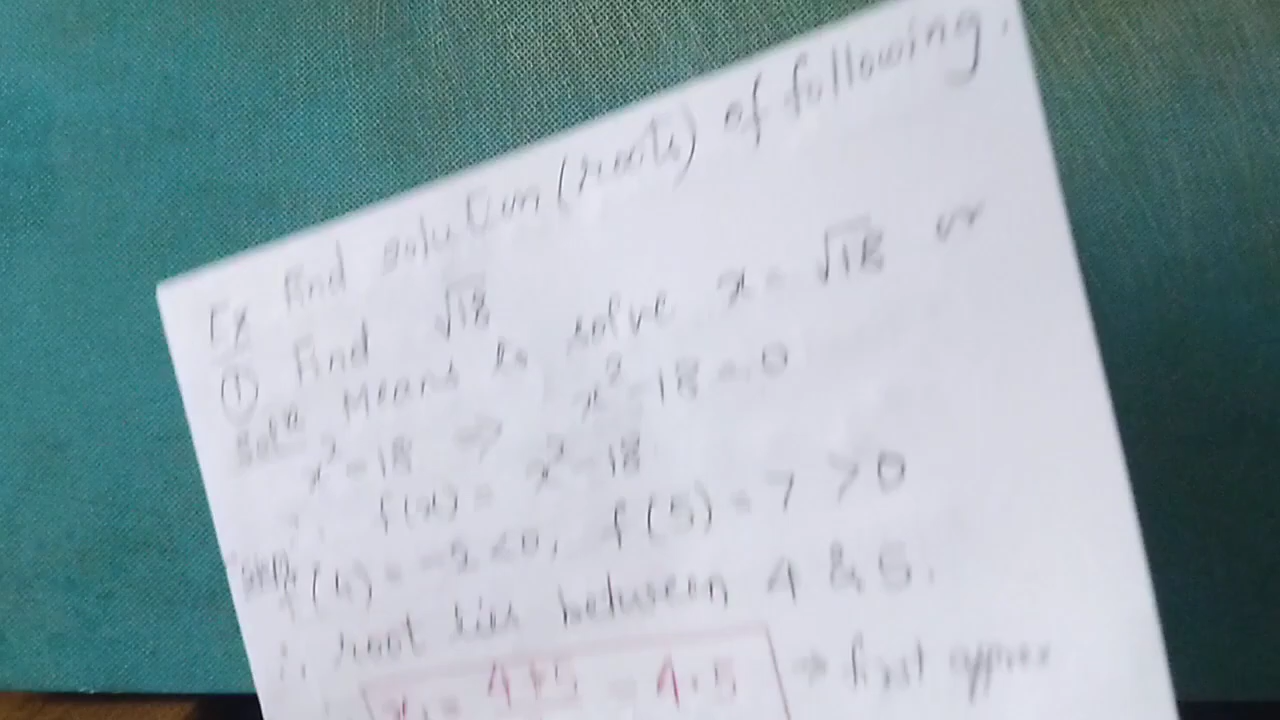 Ex Find solution (roots) of following.
① Find √18
Solⁿ Means to solve x = √18 or
x² = 18 ⇒ x² - 18 = 0
∴ f(x) = x² - 18
f(4) = -2 < 0, f(5) = 7 > 0
∴ root lies between 4 & 5.
x₁ = 4+5 = 4.5 → first approx